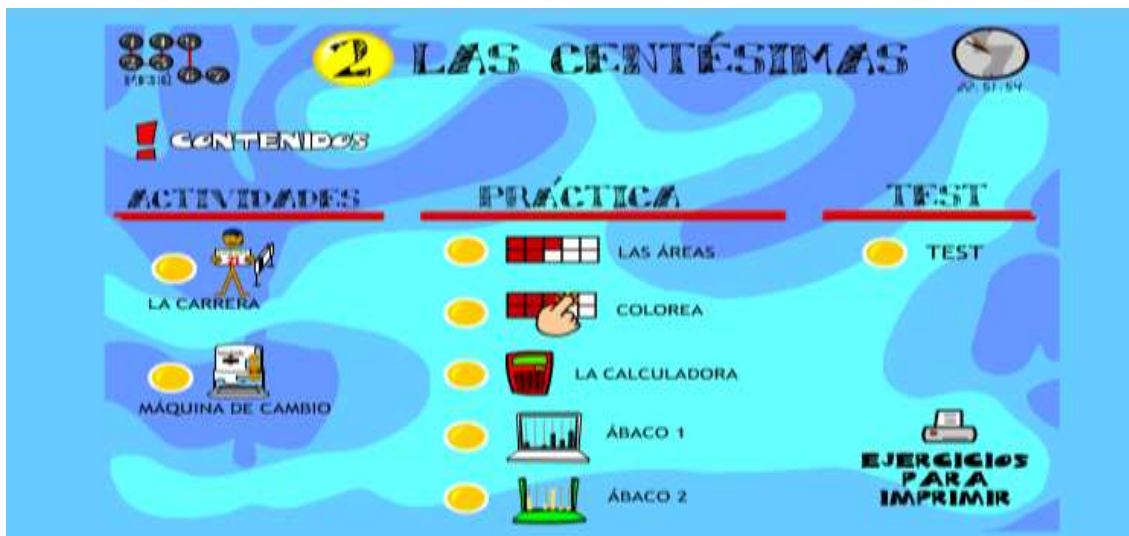 2 LAS CENTÉSIMAS
22:51:54
! CONTENIDOS
ACTIVIDADES
LA CARRERA
MÁQUINA DE CAMBIO
PRÁCTICA
LAS ÁREAS
COLOREA
LA CALCULADORA
ÁBACO 1
ÁBACO 2
TEST
TEST
EJERCICIOS
PARA
IMPRIMIR